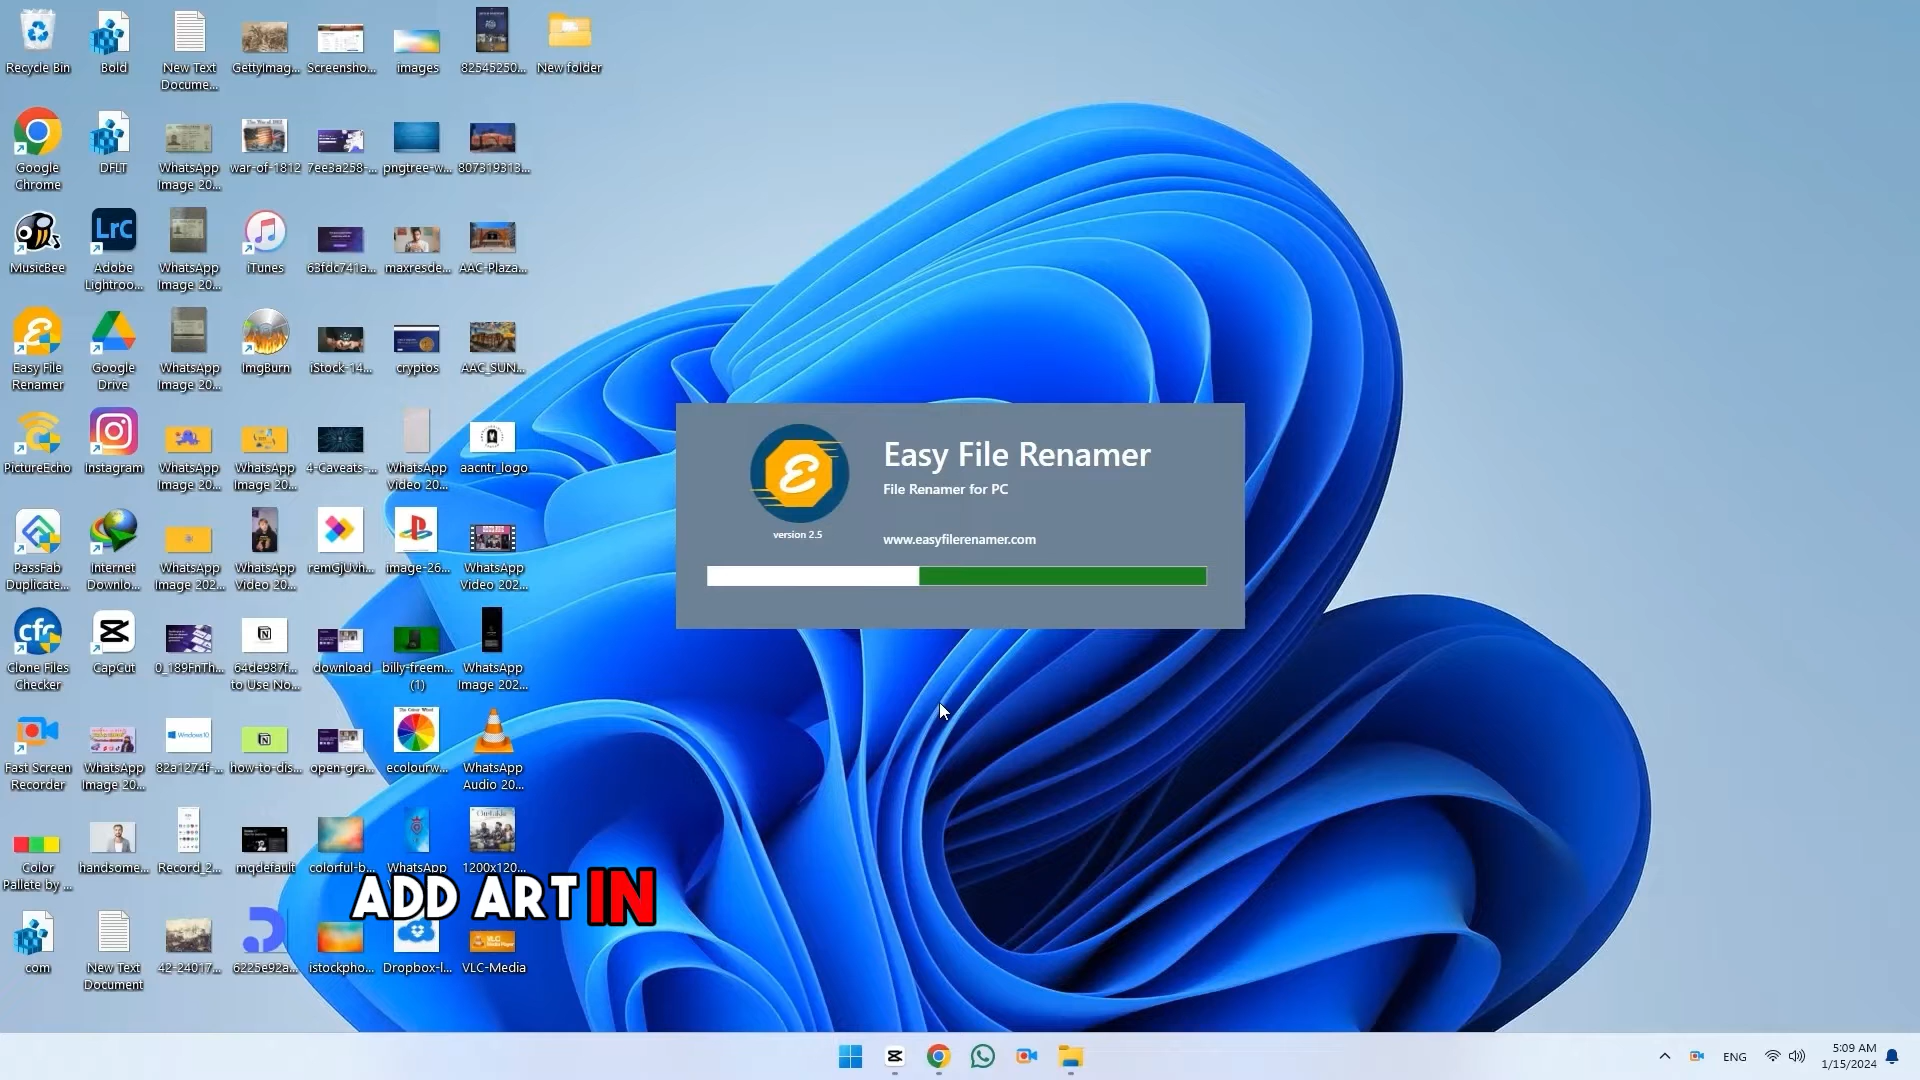 Recycle Bin
Bold
New Text
Docume...
GettyImag...
Screensho...
images
82545250...
New folder
Google
Chrome
DFLT
WhatsApp
Image 20...
war-of-1812
7ee3a258-...
pngtree-w...
807319313...
MusicBee
Lrc
Adobe
Lightroo...
WhatsApp
Image 20...
iTunes
63fdc741a...
maxresde...
AAC-Plaza...
Easy File
Renamer
Google
Drive
WhatsApp
Image 20...
ImgBurn
iStock-14...
cryptos
AAC_SUN...
PictureEcho
Instagram
WhatsApp
Image 20...
WhatsApp
Image 20...
4-Caveats-...
WhatsApp
Video 20...
aacntr_logo
PassFab
Duplicate...
Internet
Downlo...
WhatsApp
Image 202...
WhatsApp
Video 20...
remGjUvh...
image-26...
WhatsApp
Video 202...
cfc
Clone Files
Checker
CapCut
0_189FnTh...
64de987f...
to Use No...
download
billy-freem...
(1)
WhatsApp
Image 202...
Fast Screen
Recorder
WhatsApp
Image 20...
82a1274f-...
how-to-dis...
open-gra...
ecolourw...
WhatsApp
Audio 20...
Color
Pallete by ...
handsome...
Record_2...
mqdefault
colorful-b...
WhatsApp
1200x120...
com
New Text
Document
42-24017...
6225e92a...
istockpho...
Dropbox-l...
VLC-Media
Easy File Renamer
File Renamer for PC
version 2.5
www.easyfilerenamer.com
ADD ART IN
ENG
5:09 AM
1/15/2024